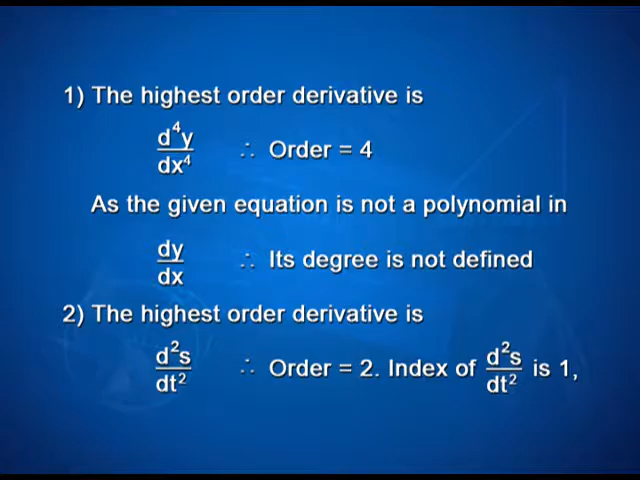 1) The highest order derivative is
d⁴y/dx⁴ ∴ Order = 4
As the given equation is not a polynomial in
dy/dx ∴ Its degree is not defined
2) The highest order derivative is
d²s/dt² ∴ Order = 2. Index of d²s/dt² is 1,